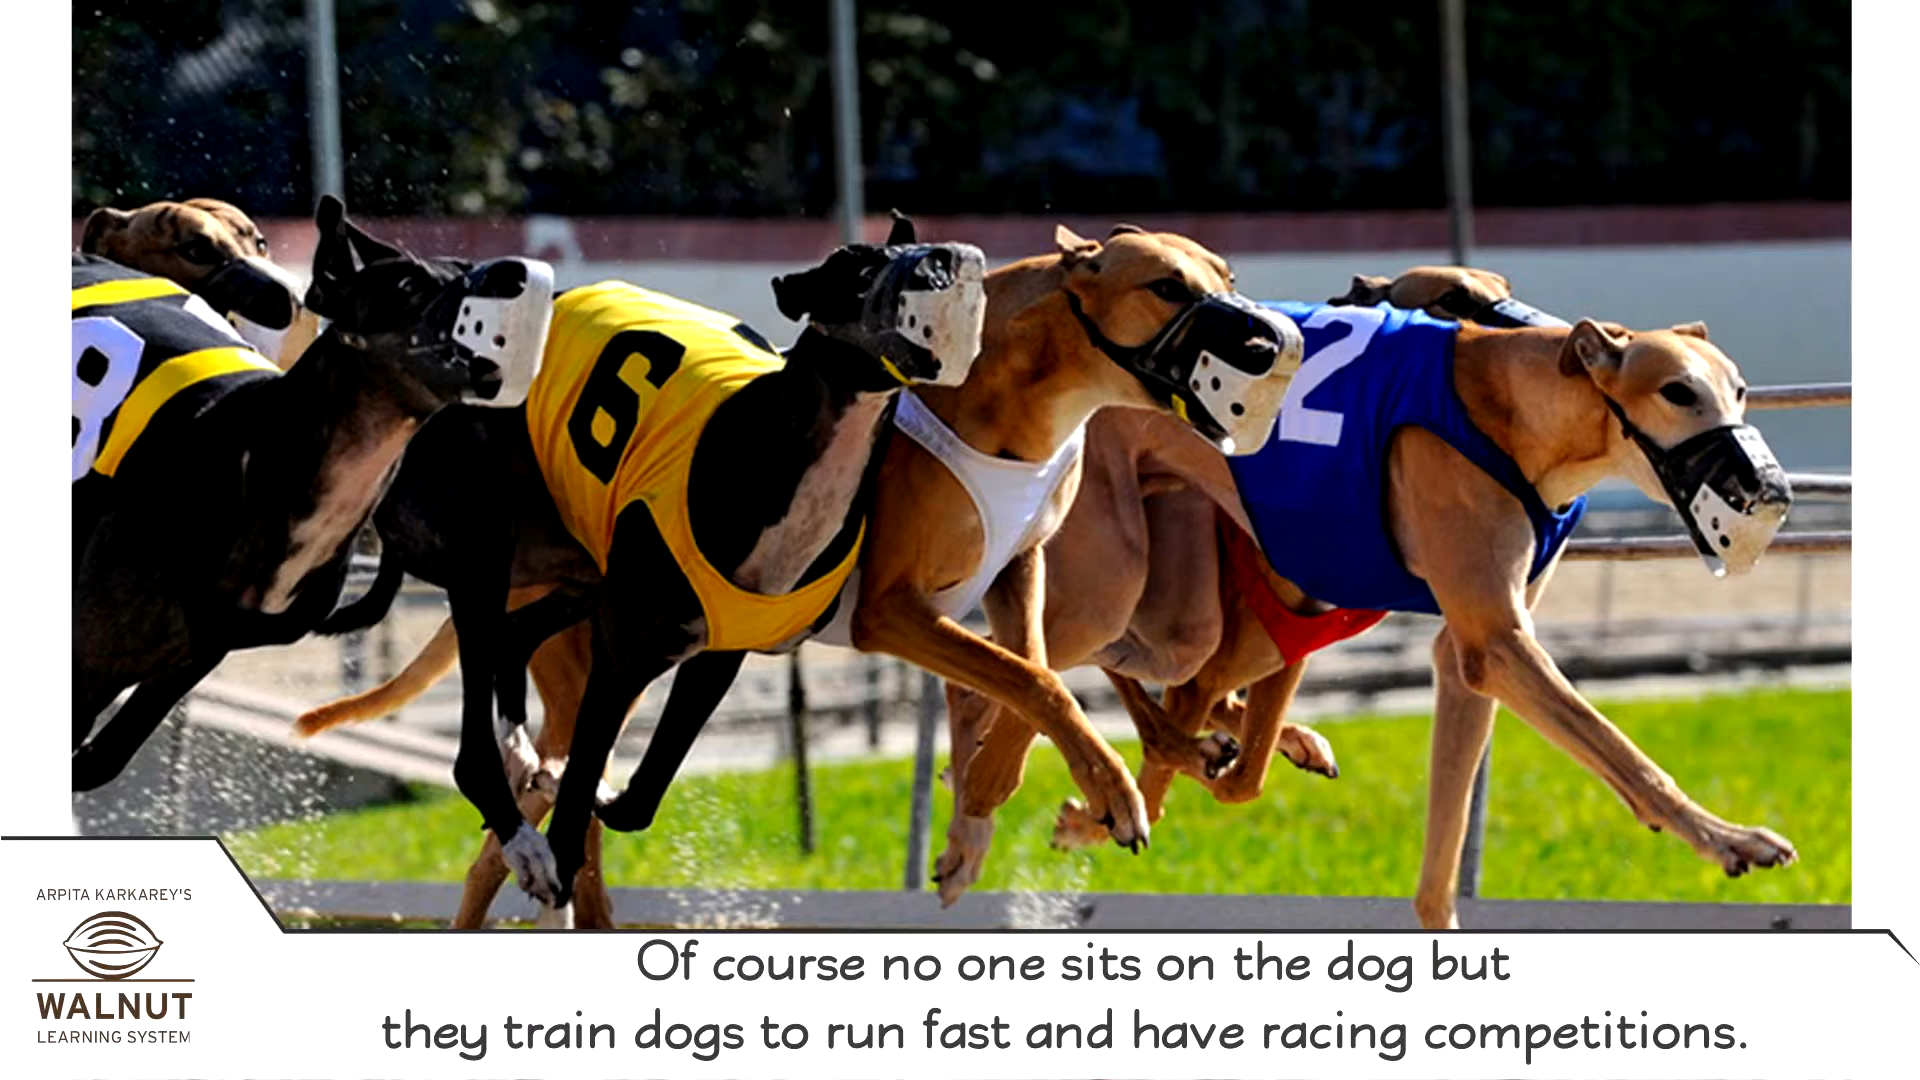 8
6
2
ARPITA KARKAREY'S
WALNUT
LEARNING SYSTEM
Of course no one sits on the dog but
they train dogs to run fast and have racing competitions.